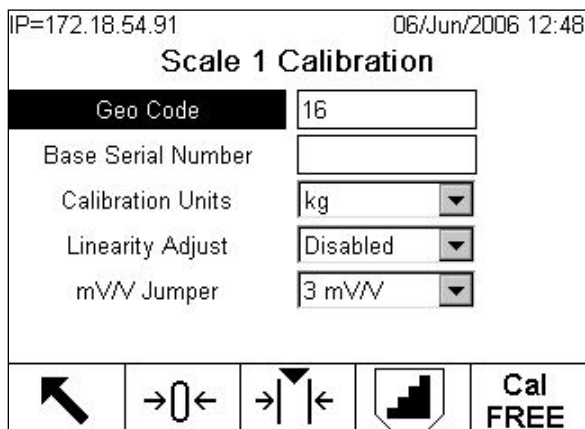 IP=172.18.54.91 06/Jun/2006 12:48
Scale 1 Calibration
Geo Code 16
Base Serial Number
Calibration Units kg
Linearity Adjust Disabled
mV/V Jumper 3 mV/V
→0← Cal
FREE